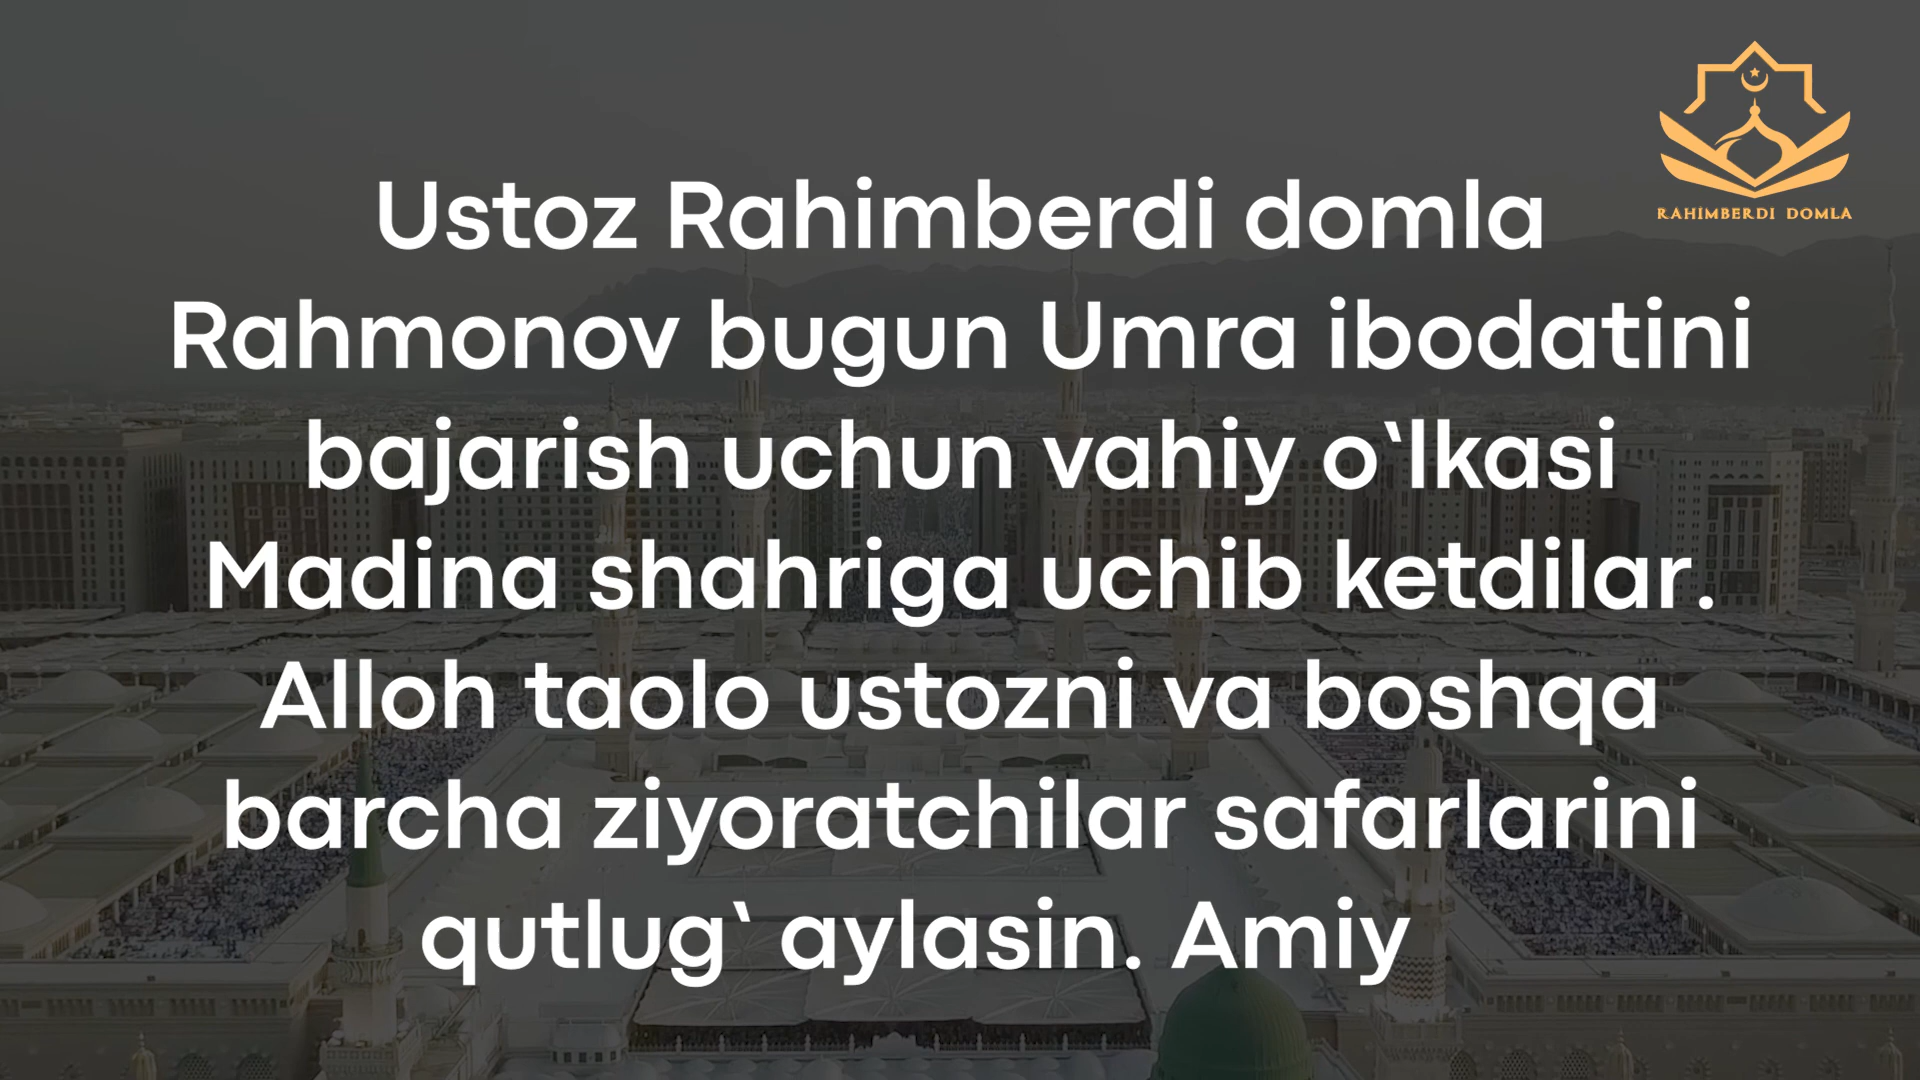 RAHIMBERDI DOMLA
Ustoz Rahimberdi domla
Rahmonov bugun Umra ibodatini
bajarish uchun vahiy o‘lkasi
Madina shahriga uchib ketdilar.
Alloh taolo ustozni va boshqa
barcha ziyoratchilar safarlarini
qutlug‘ aylasin. Amiy